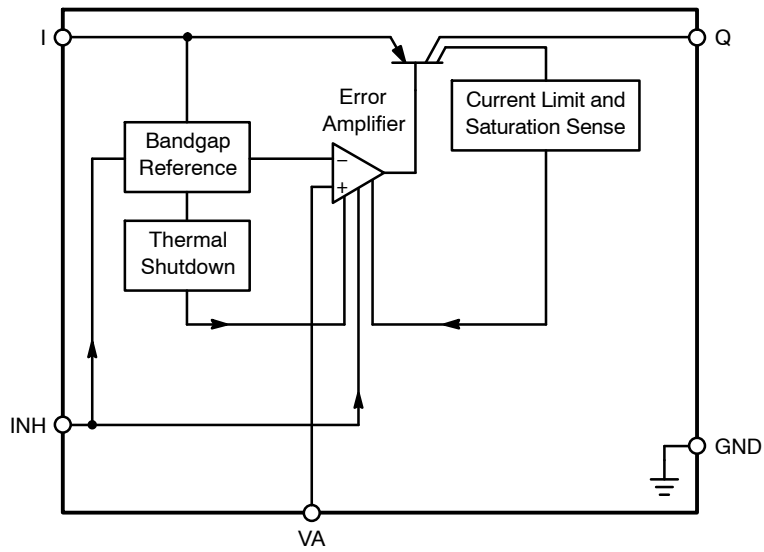 I
Q
Error
Amplifier
Current Limit and
Saturation Sense
Bandgap
Reference
−
+
Thermal
Shutdown
INH
GND
VA